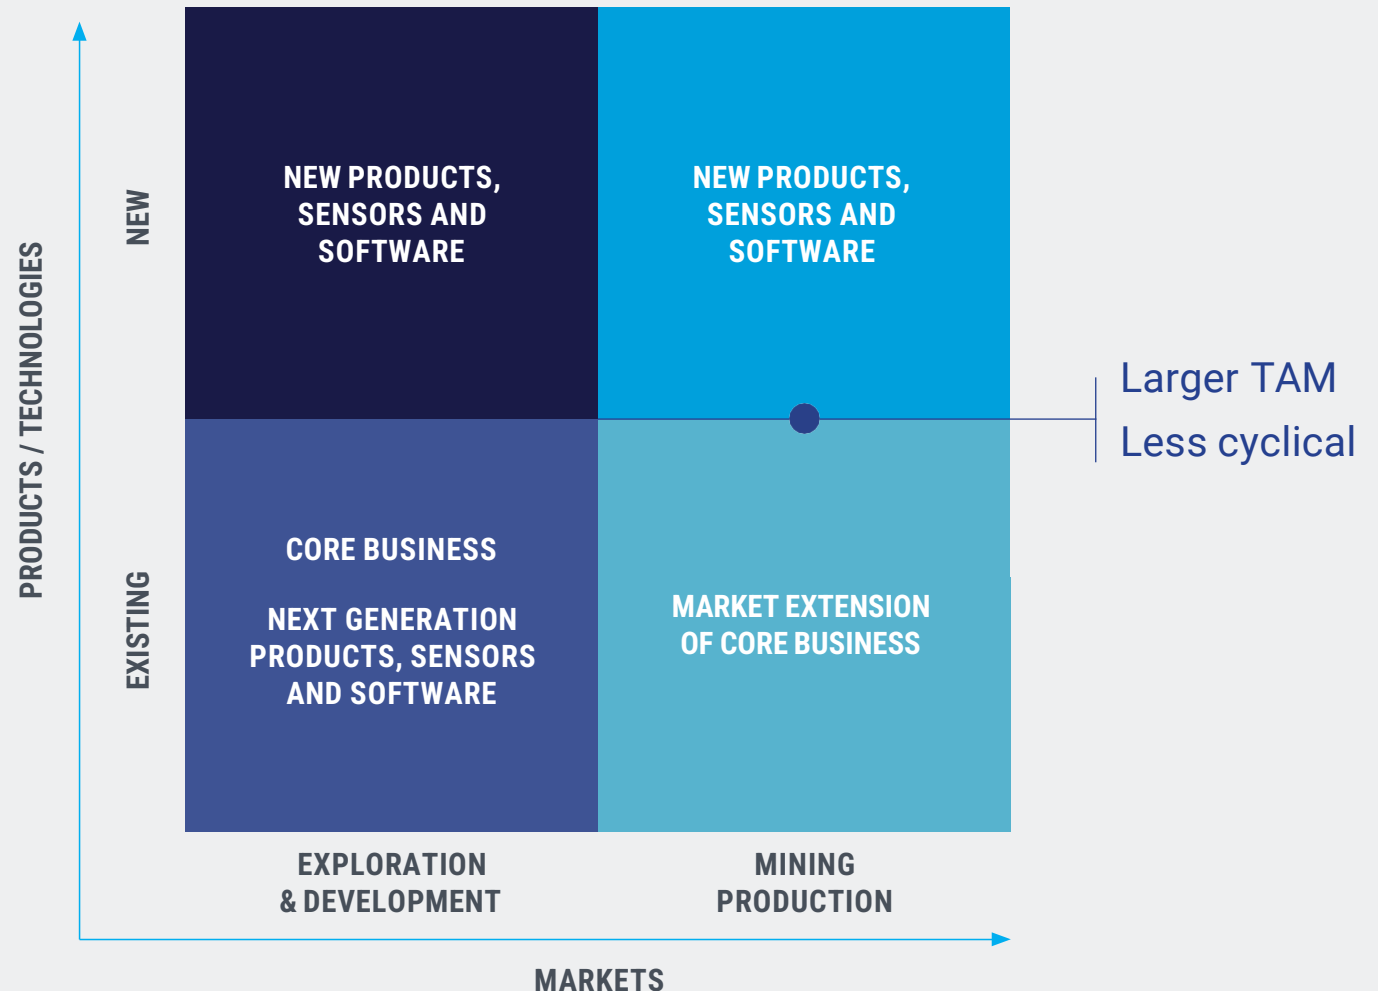 PRODUCTS / TECHNOLOGIES
NEW
EXISTING
NEW PRODUCTS,
SENSORS AND
SOFTWARE
NEW PRODUCTS,
SENSORS AND
SOFTWARE
Larger TAM
Less cyclical
CORE BUSINESS
NEXT GENERATION
PRODUCTS, SENSORS
AND SOFTWARE
MARKET EXTENSION
OF CORE BUSINESS
EXPLORATION
& DEVELOPMENT
MINING
PRODUCTION
MARKETS